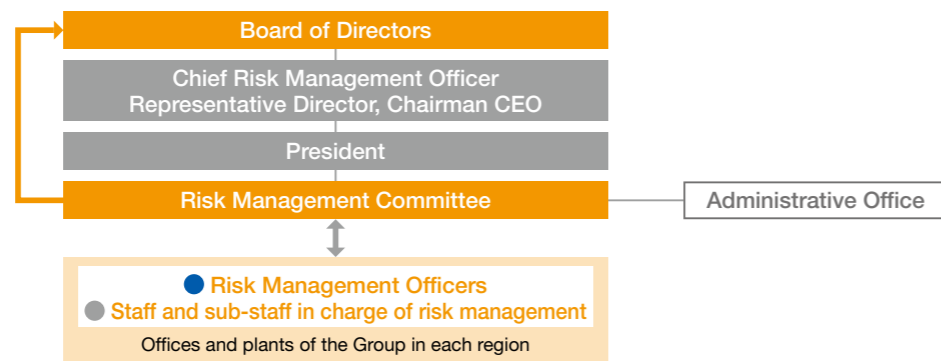 Board of Directors
Chief Risk Management Officer
Representative Director, Chairman CEO
President
Risk Management Committee
Administrative Office
Risk Management Officers
Staff and sub-staff in charge of risk management
Offices and plants of the Group in each region